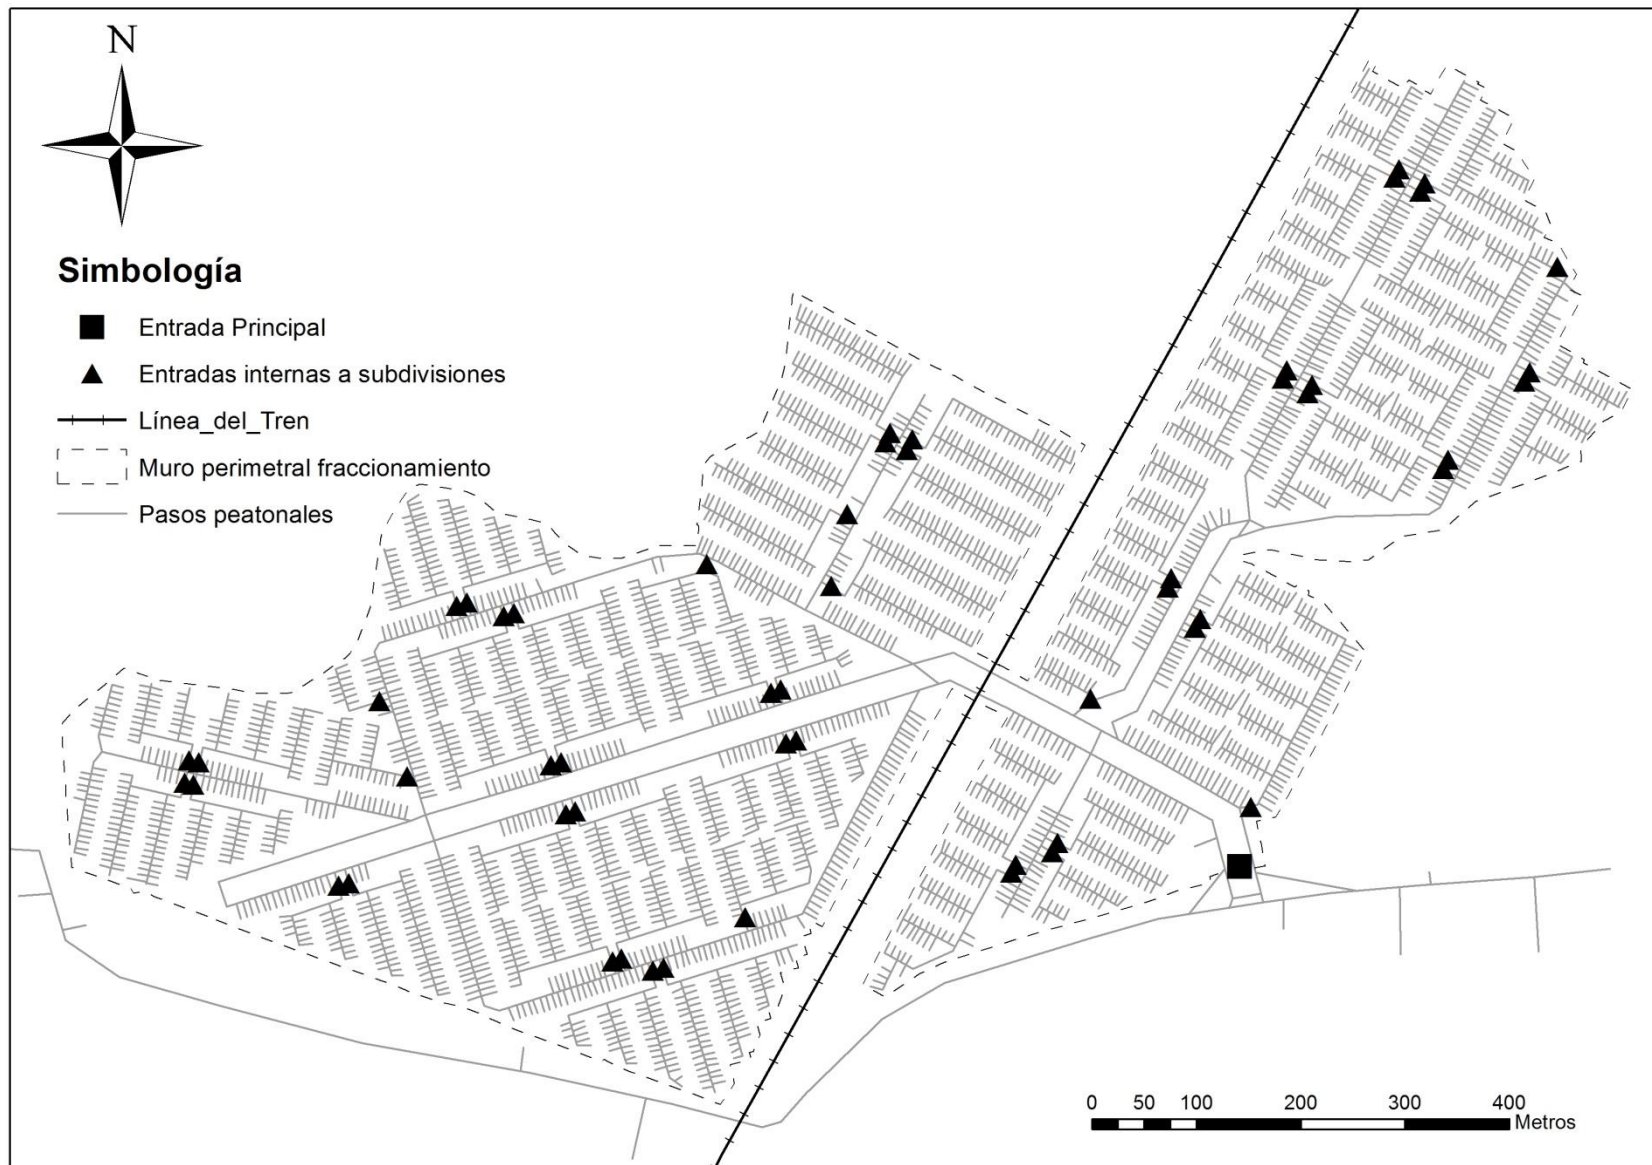 N
Simbología
Entrada Principal
Entradas internas a subdivisiones
Línea_del_Tren
Muro perimetral fraccionamiento
Pasos peatonales
0 50 100 200 300 400
Metros